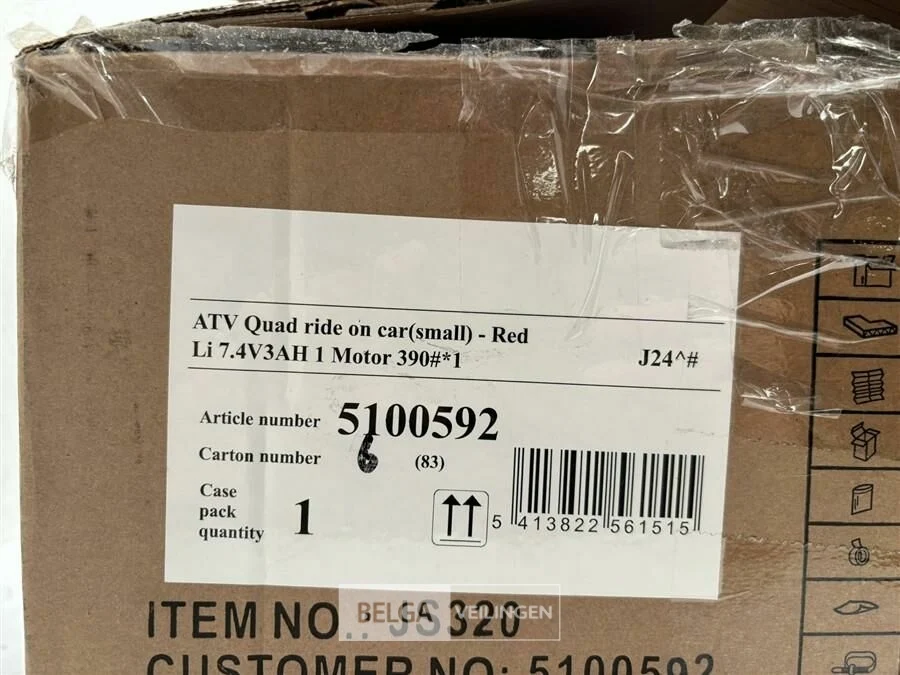 ATV Quad ride on car(small) - Red
Li 7.4V3AH 1 Motor 390#*1 J24^#
Article number 5100592
Carton number 6 (83)
Case
pack
quantity 1
5 413822 561515
BELGA VEILINGEN
ITEM NO.: JS320
CUSTOMER NO: 5100592